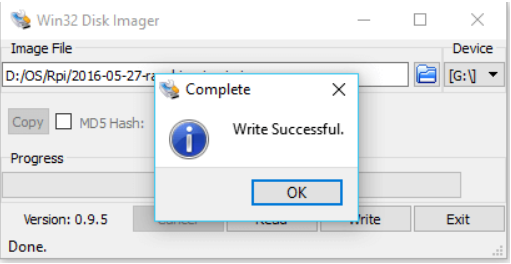 Win32 Disk Imager
Image File
Device
D:/OS/Rpi/2016-05-27-ra
[G:\]
Complete
Write Successful.
OK
Copy
MD5 Hash:
Progress
Version: 0.9.5
Cancel
Read
Write
Exit
Done.